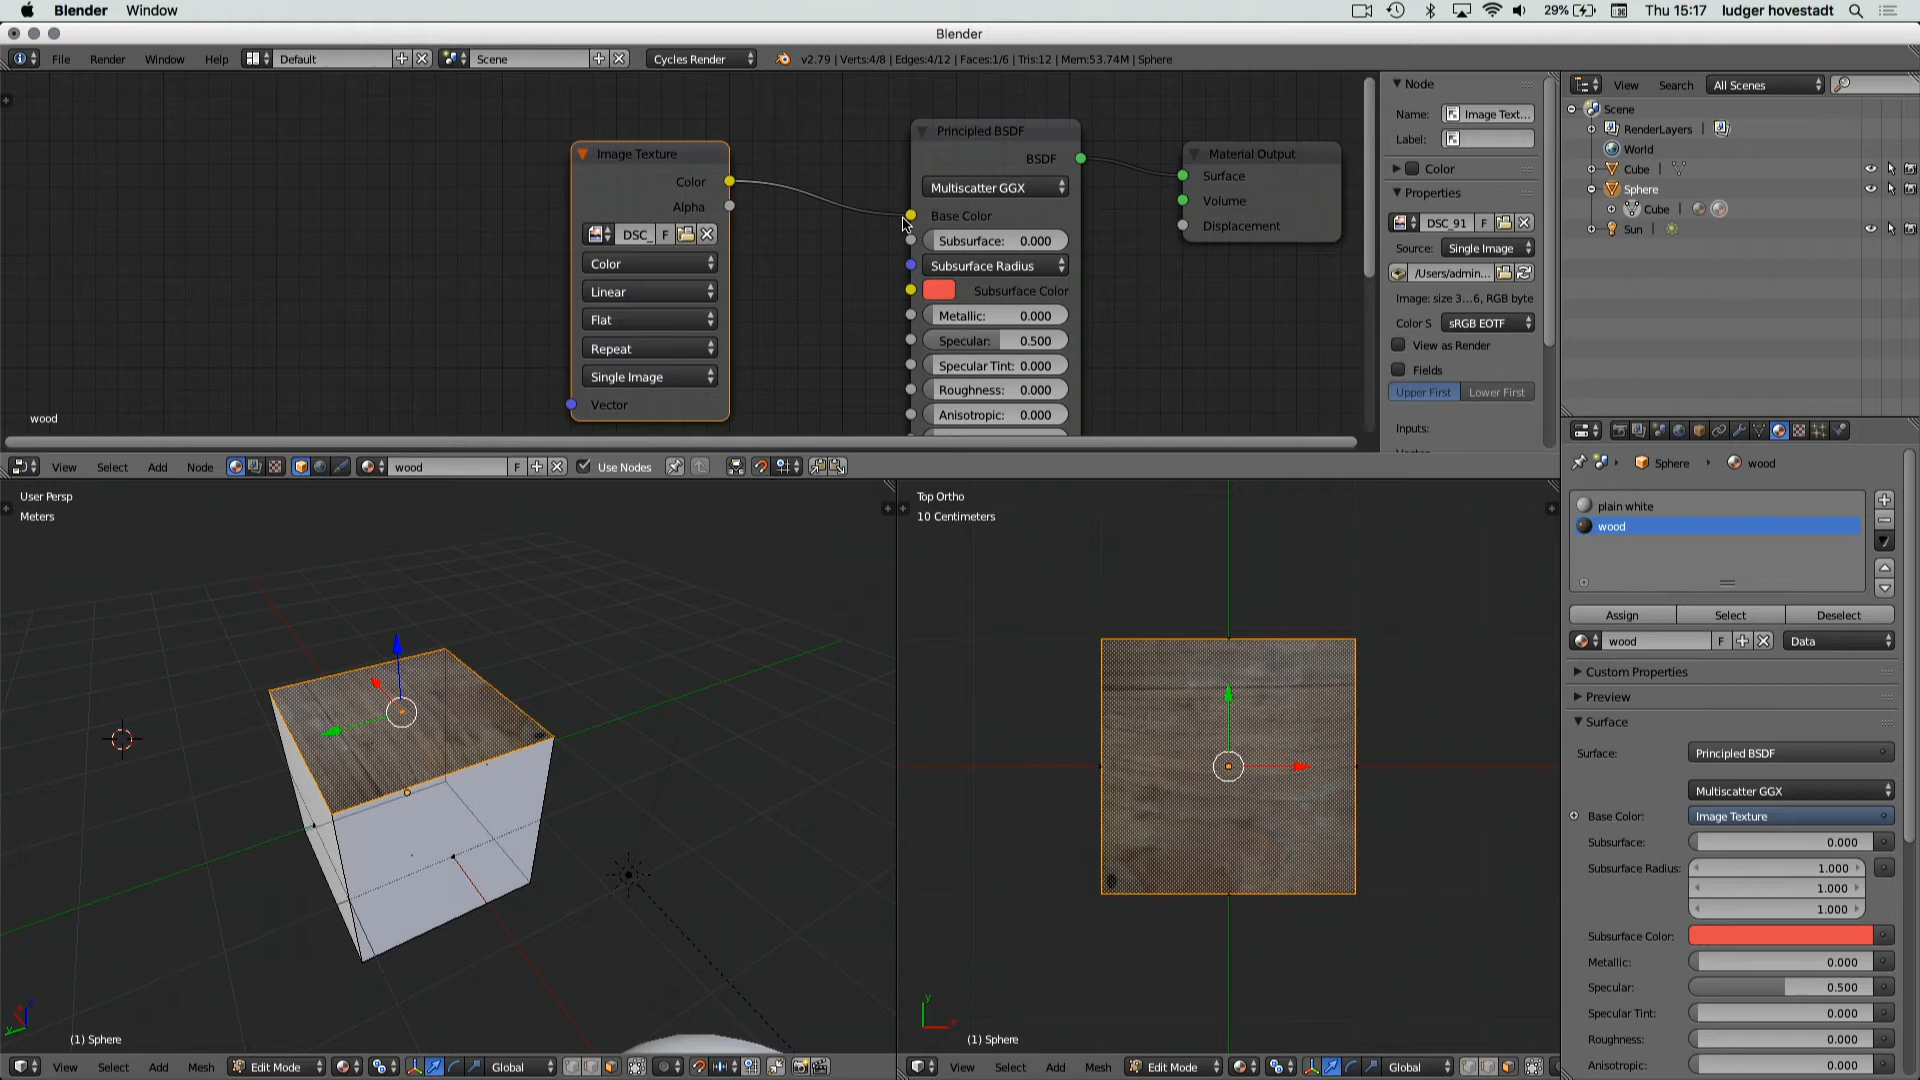 Blender Window
29% Thu 15:17 ludger hovestadt
Blender
File Render Window Help Default Scene Cycles Render v2.79 | Verts:4/8 | Edges:4/12 | Faces:1/6 | Tris:12 | Mem:53.74M | Sphere
Image Texture
Color
Alpha
DSC_ F
Color
Linear
Flat
Repeat
Single Image
Vector
Principled BSDF
BSDF
Multiscatter GGX
Base Color
Subsurface: 0.000
Subsurface Radius
Subsurface Color
Metallic: 0.000
Specular: 0.500
Specular Tint: 0.000
Roughness: 0.000
Anisotropic: 0.000
Material Output
Surface
Volume
Displacement
wood
Node
Name: Image Text...
Label:
Color
Properties
DSC_91 F
Source: Single Image
/Users/admin...
Image: size 3...6, RGB byte
Color S sRGB EOTF
View as Render
Fields
Upper First Lower First
Inputs:
View Search All Scenes
Scene
RenderLayers |
World
Cube |
Sphere
Cube |
Sun |
View Select Add Node wood F Use Nodes
User Persp
Meters
(1) Sphere
View Select Add Mesh Edit Mode Global
Top Ortho
10 Centimeters
y
(1) Sphere
View Select Add Mesh Edit Mode Global
Sphere wood
plain white
wood
Assign Select Deselect
wood F Data
Custom Properties
Preview
Surface
Surface: Principled BSDF
Multiscatter GGX
Base Color: Image Texture
Subsurface: 0.000
Subsurface Radius: 1.000
1.000
1.000
Subsurface Color:
Metallic: 0.000
Specular: 0.500
Specular Tint: 0.000
Roughness: 0.000
Anisotropic: 0.000